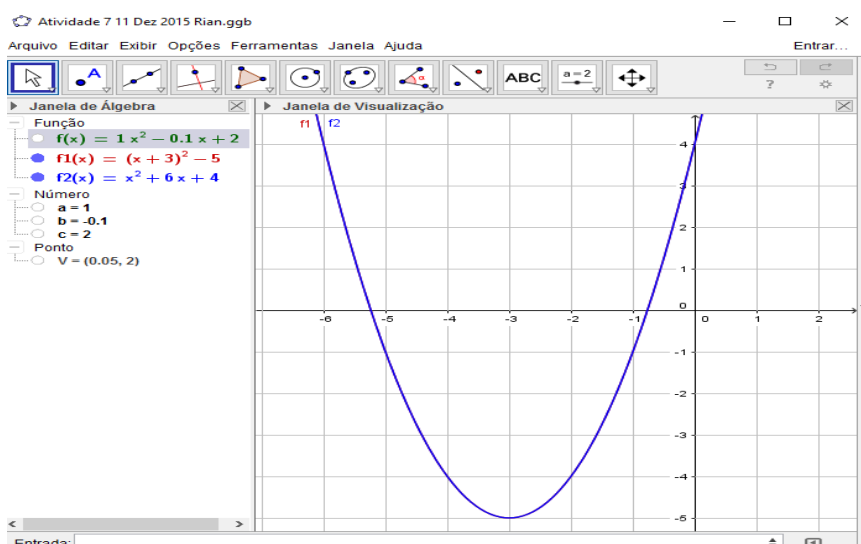 Atividade 7 11 Dez 2015 Rian.ggb
Arquivo Editar Exibir Opções Ferramentas Janela Ajuda Entrar...
A ABC a=2 ?
Janela de Álgebra
Função
f(x) = 1 x² − 0.1 x + 2
f1(x) = (x + 3)² − 5
f2(x) = x² + 6 x + 4
Número
a = 1
b = -0.1
c = 2
Ponto
V = (0.05, 2)
Janela de Visualização
f1 f2
4
3
2
1
0
-6 -5 -4 -3 -2 -1 0 1 2
-1
-2
-3
-4
-5
Entrada: